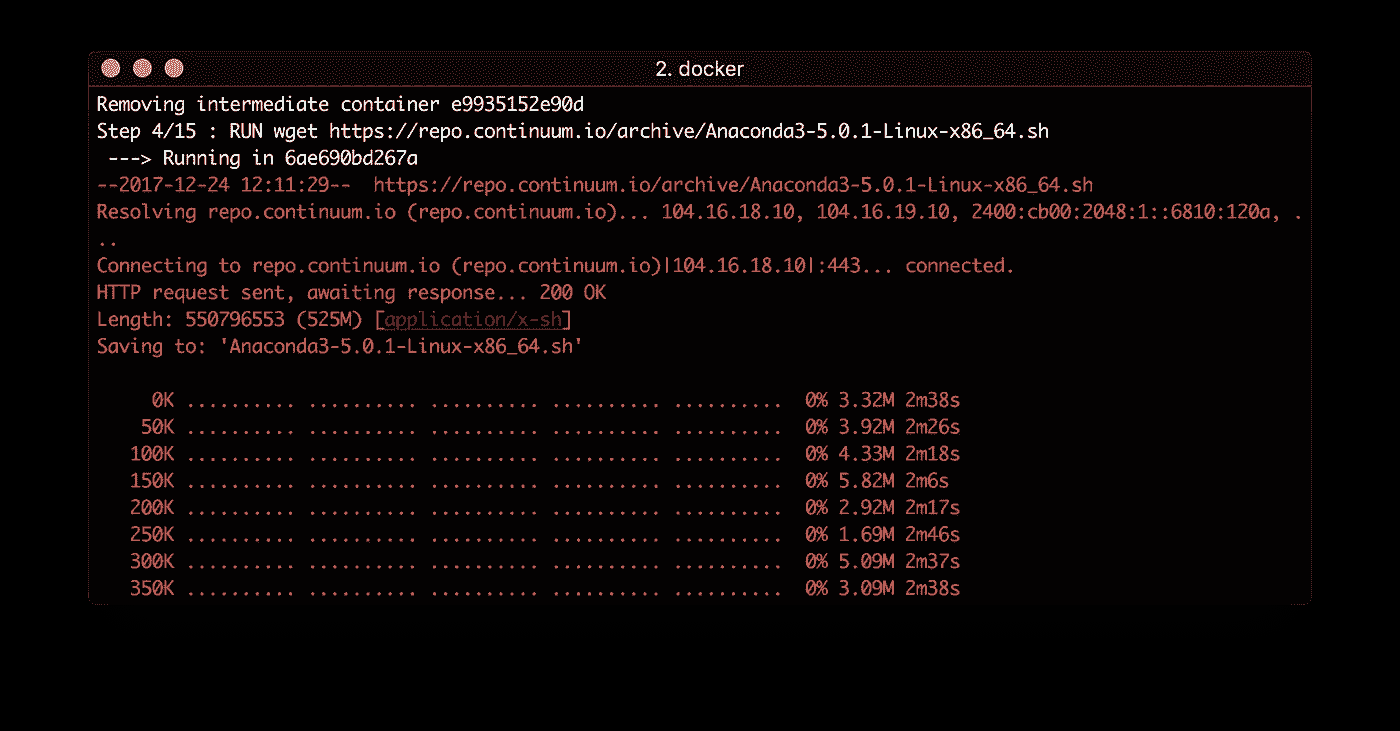 2. docker
Removing intermediate container e9935152e90d
Step 4/15 : RUN wget https://repo.continuum.io/archive/Anaconda3-5.0.1-Linux-x86_64.sh
 ---> Running in 6ae690bd267a
--2017-12-24 12:11:29--  https://repo.continuum.io/archive/Anaconda3-5.0.1-Linux-x86_64.sh
Resolving repo.continuum.io (repo.continuum.io)... 104.16.18.10, 104.16.19.10, 2400:cb00:2048:1::6810:120a, .
..
Connecting to repo.continuum.io (repo.continuum.io)|104.16.18.10|:443... connected.
HTTP request sent, awaiting response... 200 OK
Length: 550796553 (525M) [application/x-sh]
Saving to: 'Anaconda3-5.0.1-Linux-x86_64.sh'
     0K .......... .......... .......... .......... ..........  0% 3.32M 2m38s
    50K .......... .......... .......... .......... ..........  0% 3.92M 2m26s
   100K .......... .......... .......... .......... ..........  0% 4.33M 2m18s
   150K .......... .......... .......... .......... ..........  0% 5.82M 2m6s
   200K .......... .......... .......... .......... ..........  0% 2.92M 2m17s
   250K .......... .......... .......... .......... ..........  0% 1.69M 2m46s
   300K .......... .......... .......... .......... ..........  0% 5.09M 2m37s
   350K .......... .......... .......... .......... ..........  0% 3.09M 2m38s